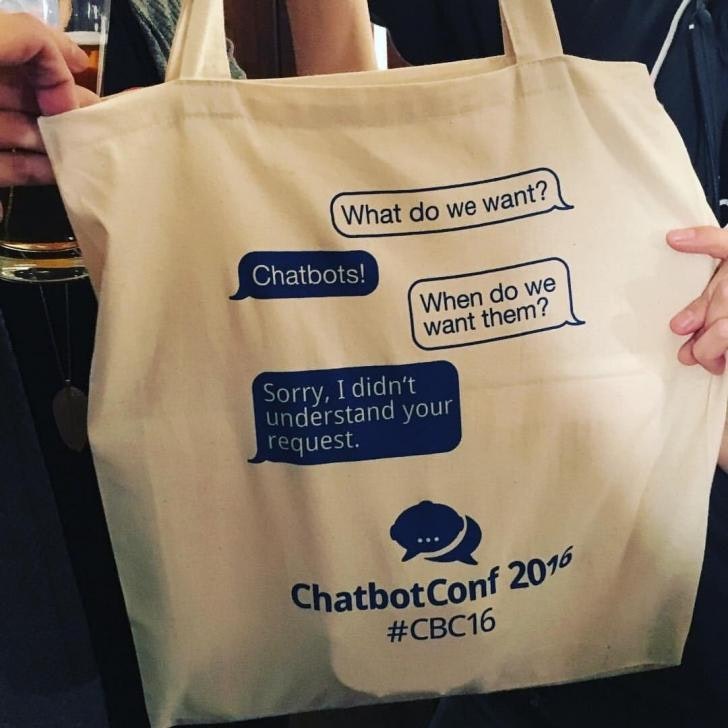 What do we want?
Chatbots!
When do we
want them?
Sorry, I didn't
understand your
request.
ChatbotConf 2016
#CBC16